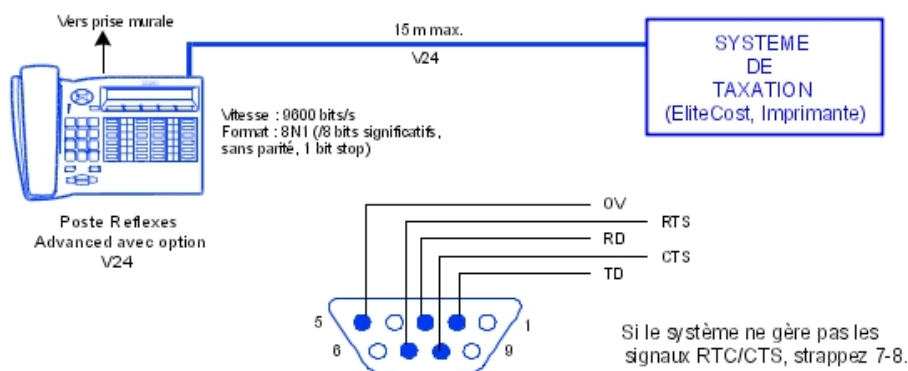 Vers prise murale
15 m max.
V24
SYSTEME
DE
TAXATION
(EliteCost, Imprimante)
Vitesse : 9600 bits/s
Format : 8N1 (/8 bits significatifs,
sans parité, 1 bit stop)
Poste Reflexes
Advanced avec option
V24
0V
RTS
RD
CTS
TD
5
1
6
9
Si le système ne gère pas les
signaux RTC/CTS, strappez 7-8.